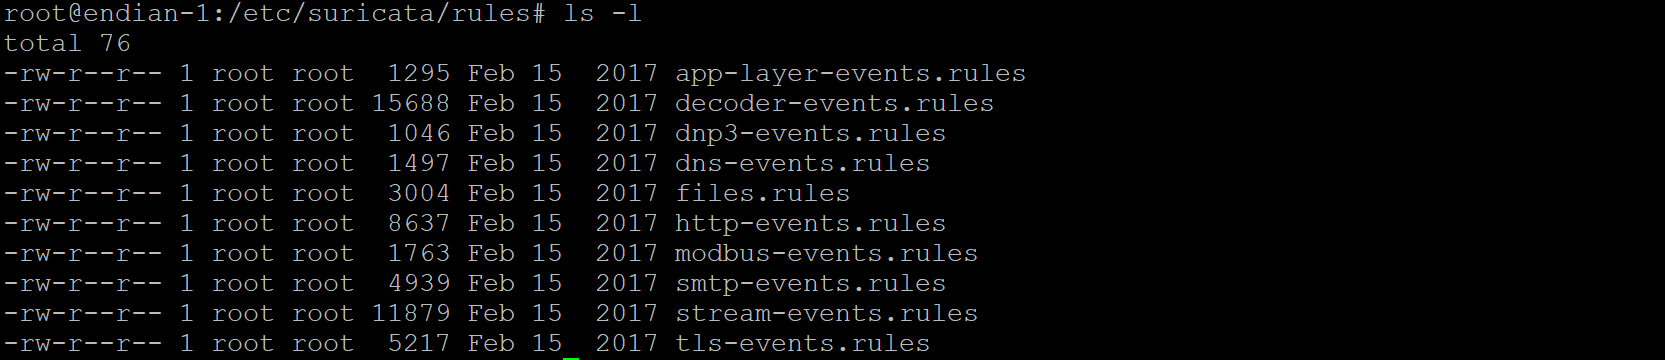 root@endian-1:/etc/suricata/rules# ls -l
total 76
-rw-r--r-- 1 root root  1295 Feb 15  2017 app-layer-events.rules
-rw-r--r-- 1 root root 15688 Feb 15  2017 decoder-events.rules
-rw-r--r-- 1 root root  1046 Feb 15  2017 dnp3-events.rules
-rw-r--r-- 1 root root  1497 Feb 15  2017 dns-events.rules
-rw-r--r-- 1 root root  3004 Feb 15  2017 files.rules
-rw-r--r-- 1 root root  8637 Feb 15  2017 http-events.rules
-rw-r--r-- 1 root root  1763 Feb 15  2017 modbus-events.rules
-rw-r--r-- 1 root root  4939 Feb 15  2017 smtp-events.rules
-rw-r--r-- 1 root root 11879 Feb 15  2017 stream-events.rules
-rw-r--r-- 1 root root  5217 Feb 15  2017 tls-events.rules